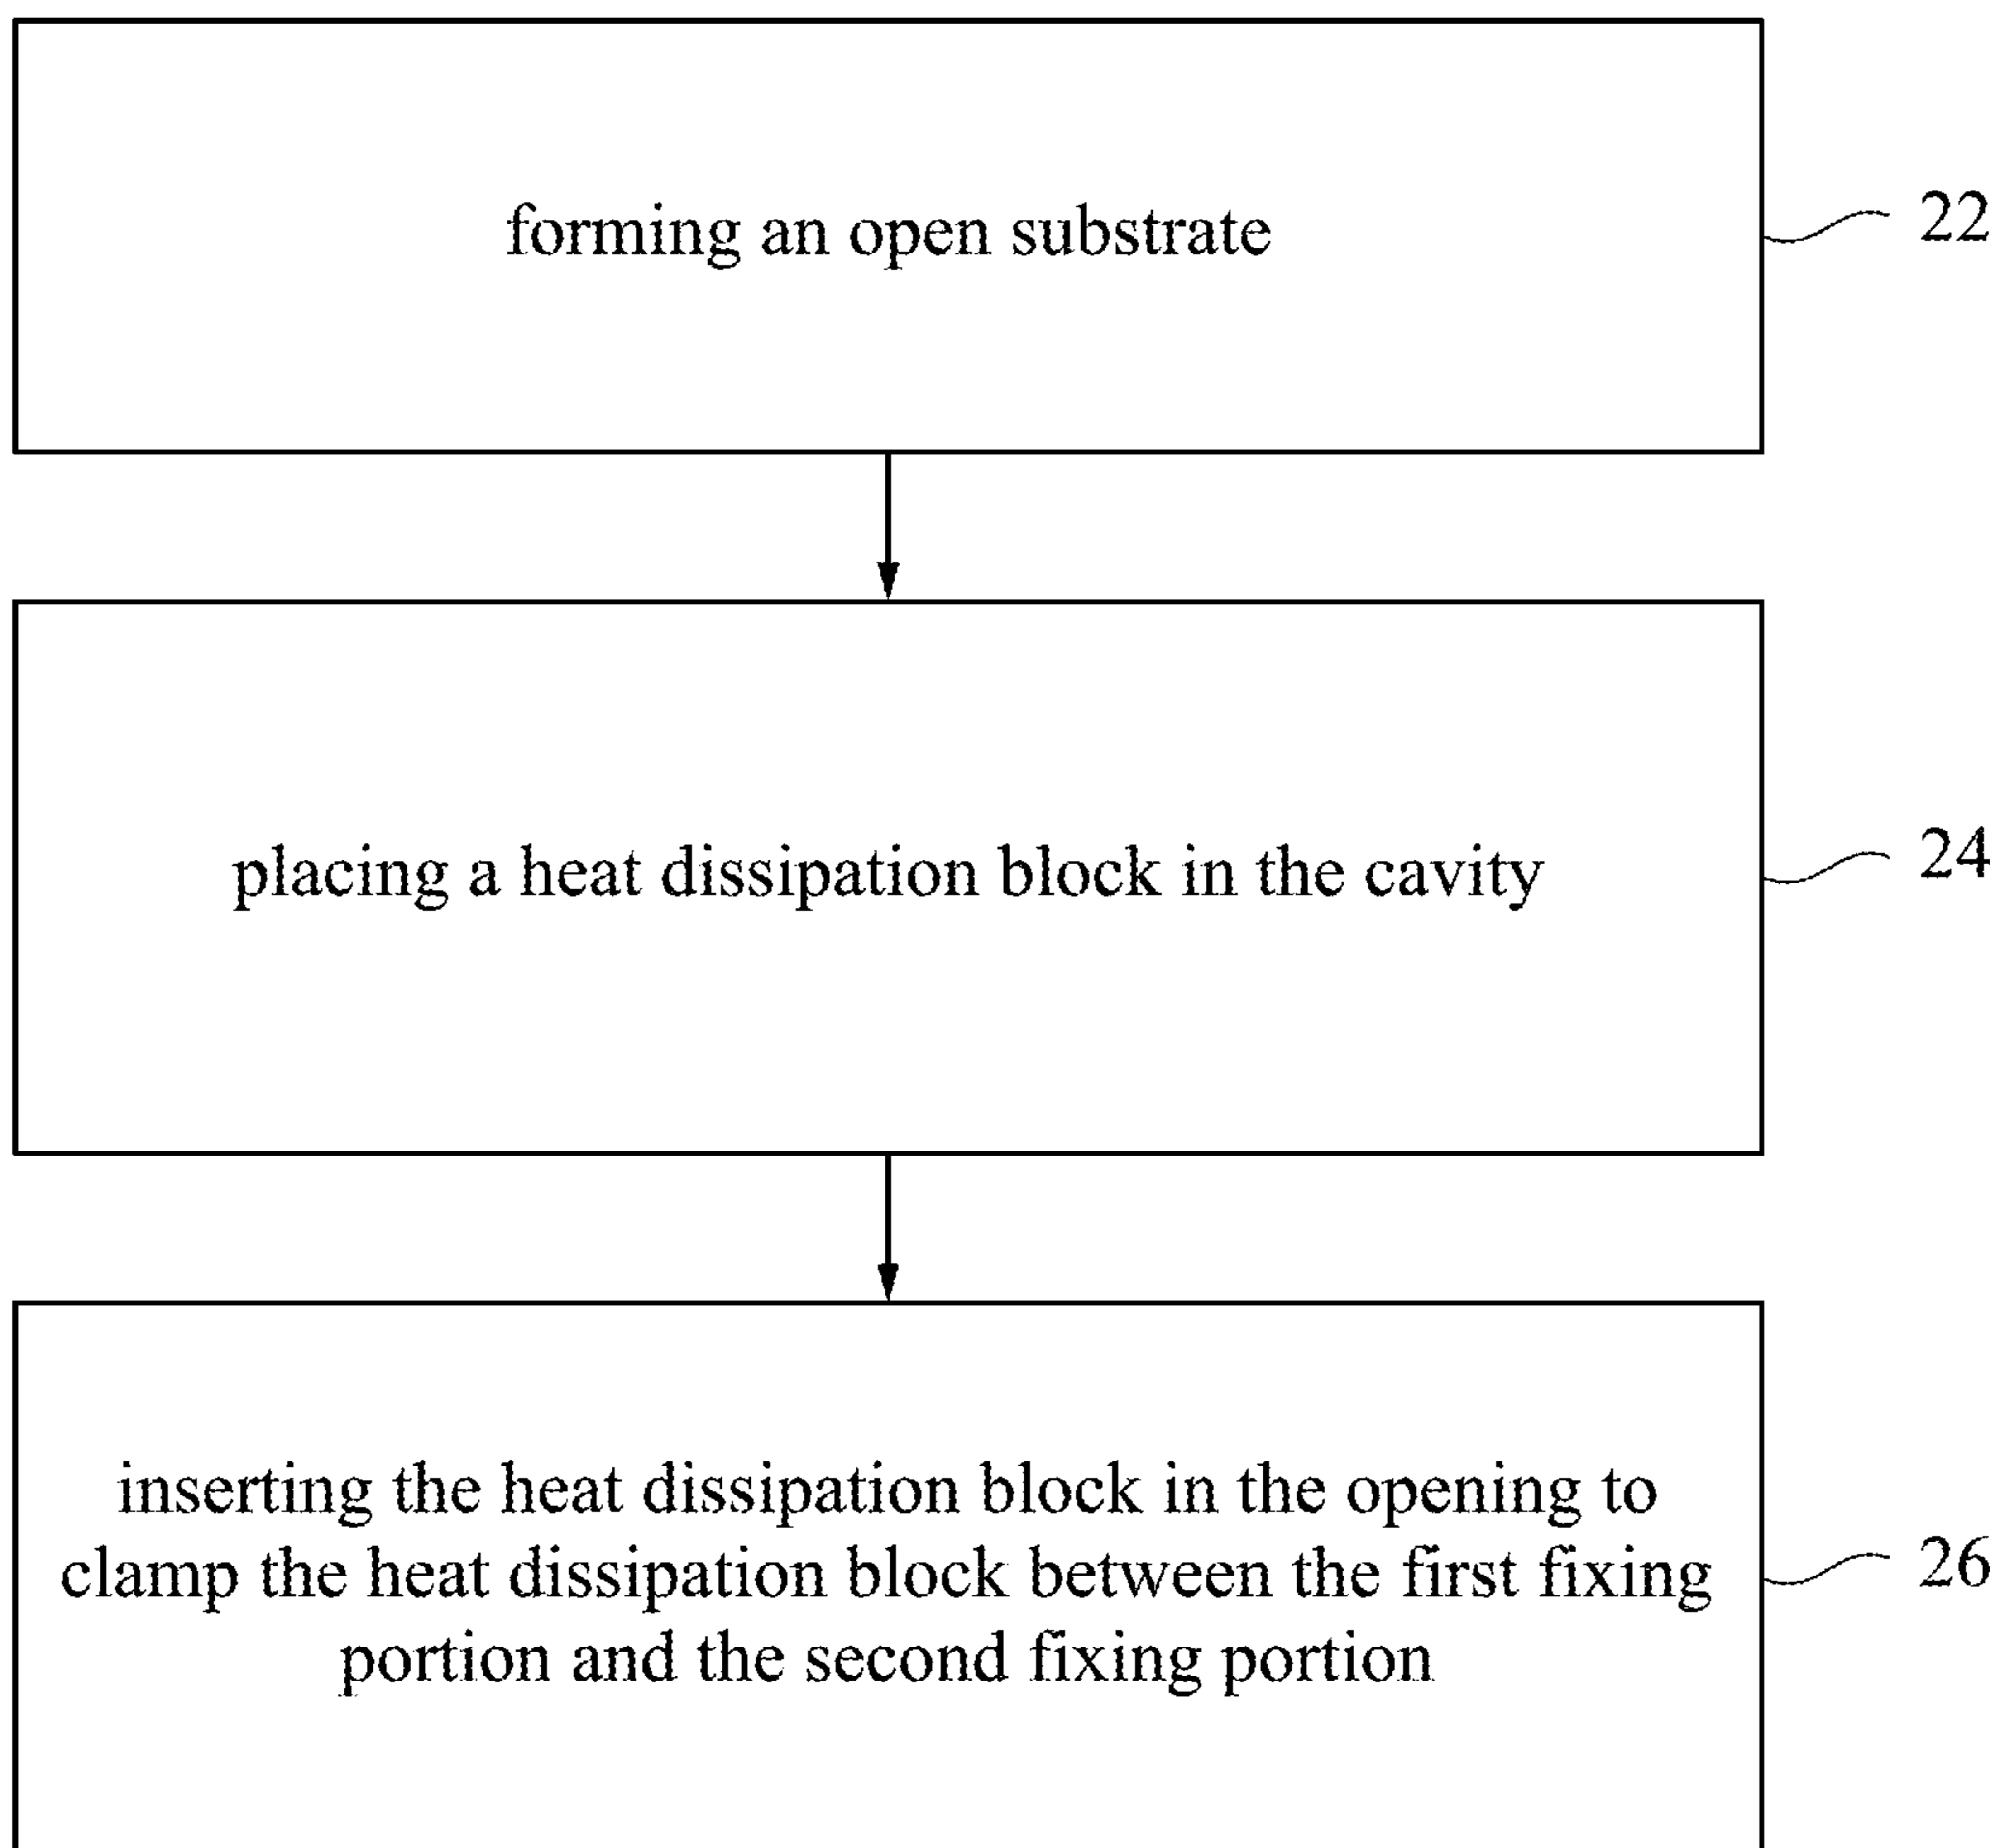 forming an open substrate
22
placing a heat dissipation block in the cavity
24
inserting the heat dissipation block in the opening to
clamp the heat dissipation block between the first fixing
portion and the second fixing portion
26